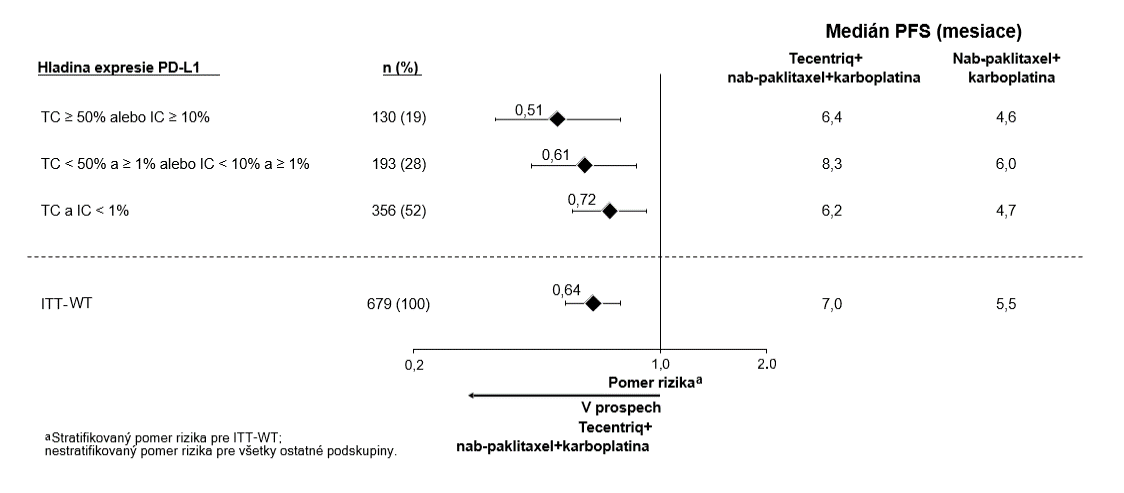 Medián PFS (mesiace)
Hladina expresie PD-L1 n (%) Tecentriq+ nab-paklitaxel+karboplatina Nab-paklitaxel+ karboplatina
TC ≥ 50% alebo IC ≥ 10% 130 (19) 0,51 6,4 4,6
TC < 50% a ≥ 1% alebo IC < 10% a ≥ 1% 193 (28) 0,61 8,3 6,0
TC a IC < 1% 356 (52) 0,72 6,2 4,7
ITT-WT 679 (100) 0,64 7,0 5,5
0,2 1,0 2.0
Pomer rizikaa
V prospech
Tecentriq+
nab-paklitaxel+karboplatina
aStratifikovaný pomer rizika pre ITT-WT;
nestratifikovaný pomer rizika pre všetky ostatné podskupiny.